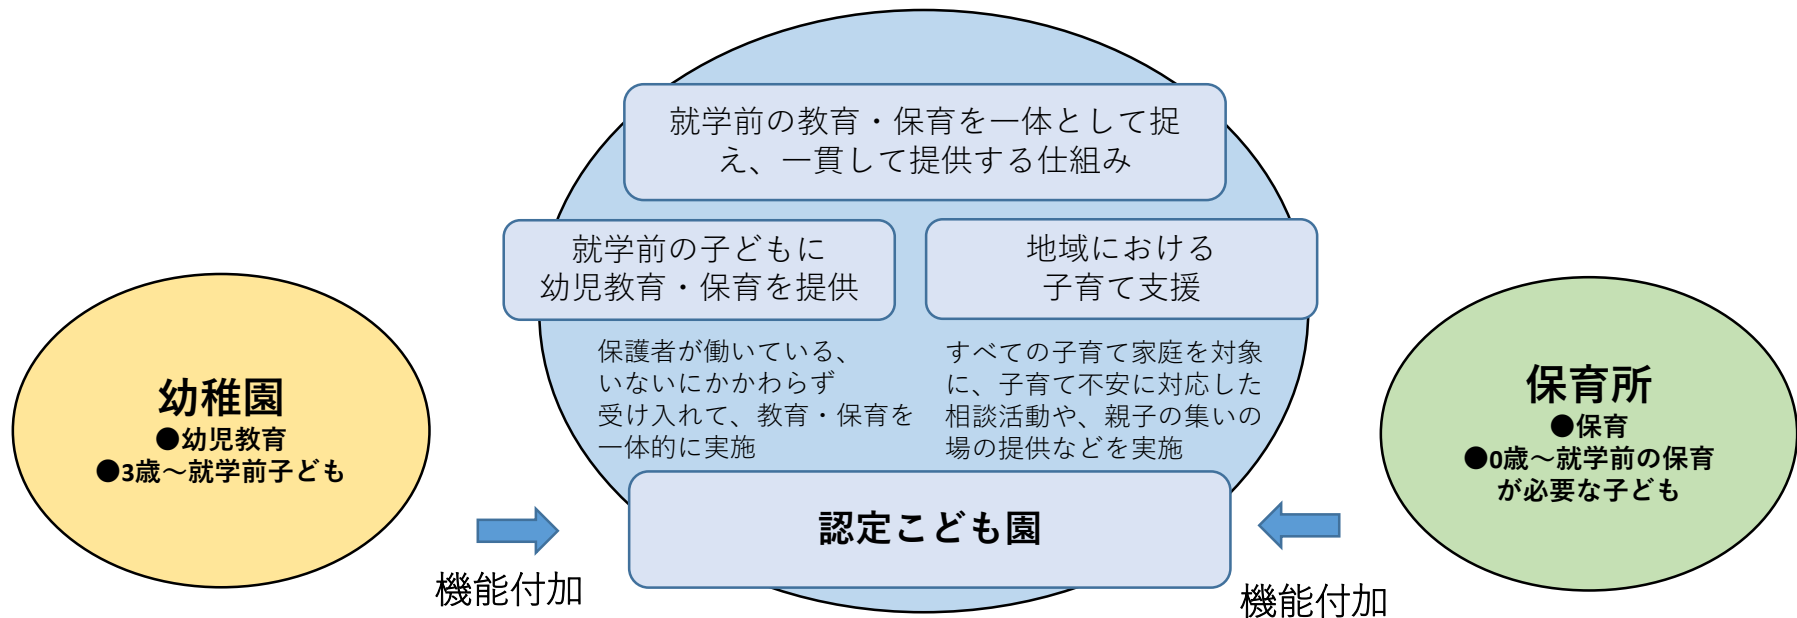 就学前の教育・保育を一体として捉
え、一貫して提供する仕組み
就学前の子どもに
幼児教育・保育を提供
地域における
子育て支援
保護者が働いている、
いないにかかわらず
受け入れて、教育・保育を
一体的に実施
すべての子育て家庭を対象
に、子育て不安に対応した
相談活動や、親子の集いの
場の提供などを実施
幼稚園
●幼児教育
●3歳～就学前子ども
保育所
●保育
●0歳～就学前の保育
が必要な子ども
認定こども園
機能付加
機能付加